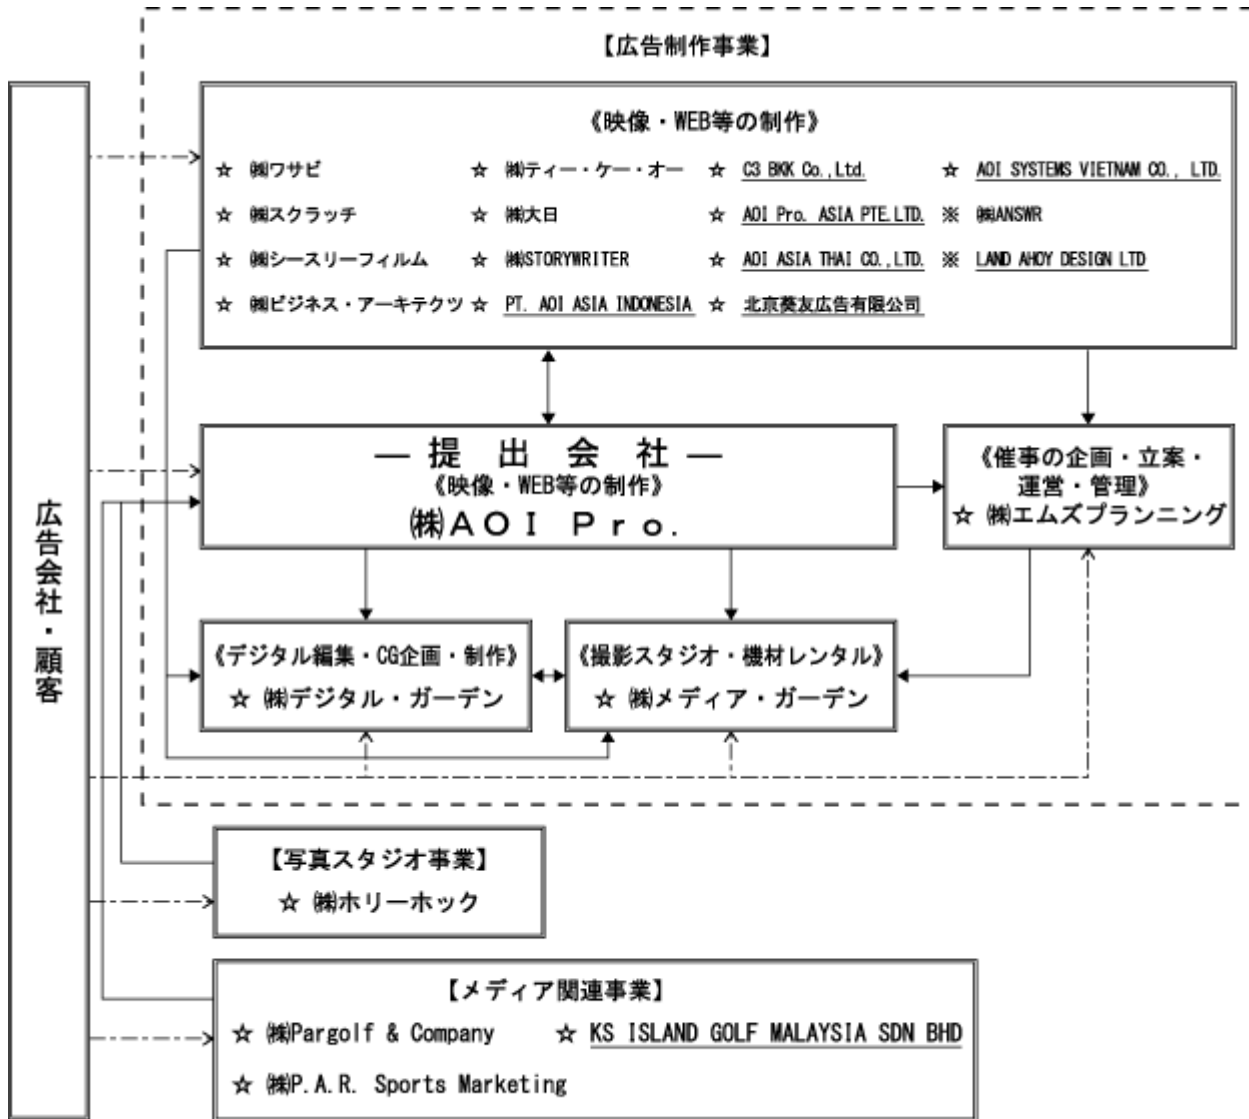 【広告制作事業】
《映像・WEB等の制作》
☆ ㈱ワサビ ☆ ㈱ティー・ケー・オー ☆ C3 BKK Co.,Ltd. ☆ AOI SYSTEMS VIETNAM CO., LTD.
☆ ㈱スクラッチ ☆ ㈱大日 ☆ AOI Pro. ASIA PTE.LTD. ※ ㈱ANSWR
☆ ㈱シースリーフィルム ☆ ㈱STORYWRITER ☆ AOI ASIA THAI CO.,LTD. ※ LAND AHOY DESIGN LTD
☆ ㈱ビジネス・アーキテクツ ☆ PT. AOI ASIA INDONESIA ☆ 北京葵友広告有限公司
広告会社・顧客
― 提 出 会 社 ―
《映像・WEB等の制作》
㈱ＡＯＩ Ｐｒｏ．
《催事の企画・立案・
運営・管理》
☆ ㈱エムズプランニング
《デジタル編集・CG企画・制作》
☆ ㈱デジタル・ガーデン
《撮影スタジオ・機材レンタル》
☆ ㈱メディア・ガーデン
【写真スタジオ事業】
☆ ㈱ホリーホック
【メディア関連事業】
☆ ㈱Pargolf & Company ☆ KS ISLAND GOLF MALAYSIA SDN BHD
☆ ㈱P.A.R. Sports Marketing